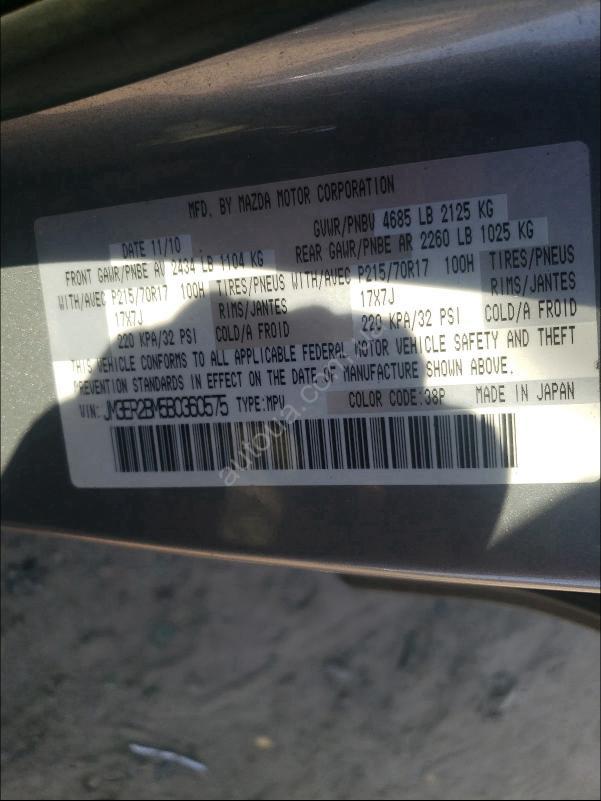 MFD. BY MAZDA MOTOR CORPORATION
DATE 11/10 GVWR/PNBV 4685 LB 2125 KG
FRONT GAWR/PNBE AV 2434 LB 1104 KG REAR GAWR/PNBE AR 2260 LB 1025 KG
WITH/AVEC P215/70R17 100H TIRES/PNEUS WITH/AVEC P215/70R17 100H TIRES/PNEUS
17X7J RIMS/JANTES 17X7J RIMS/JANTES
220 KPA/32 PSI COLD/A FROID 220 KPA/32 PSI COLD/A FROID
THIS VEHICLE CONFORMS TO ALL APPLICABLE FEDERAL MOTOR VEHICLE SAFETY AND THEFT
PREVENTION STANDARDS IN EFFECT ON THE DATE OF MANUFACTURE SHOWN ABOVE.
VIN: JM3ER2BM5B0360575 TYPE:MPV COLOR CODE:38P MADE IN JAPAN
autoua.com.ua